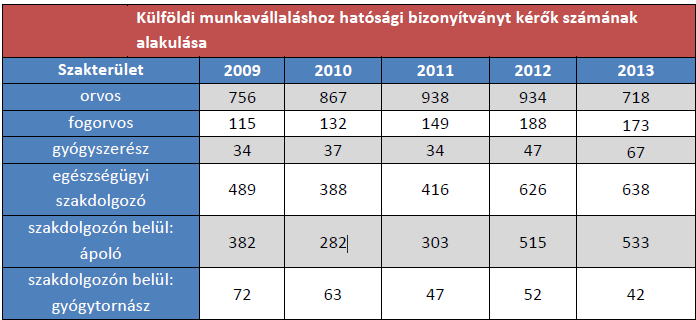 Külföldi munkavállaláshoz hatósági bizonyítványt kérők számának
alakulása
Szakterület 2009 2010 2011 2012 2013
orvos 756 867 938 934 718
fogorvos 115 132 149 188 173
gyógyszerész 34 37 34 47 67
egészségügyi
szakdolgozó 489 388 416 626 638
szakdolgozón belül:
ápoló 382 282 303 515 533
szakdolgozón belül:
gyógytornász 72 63 47 52 42